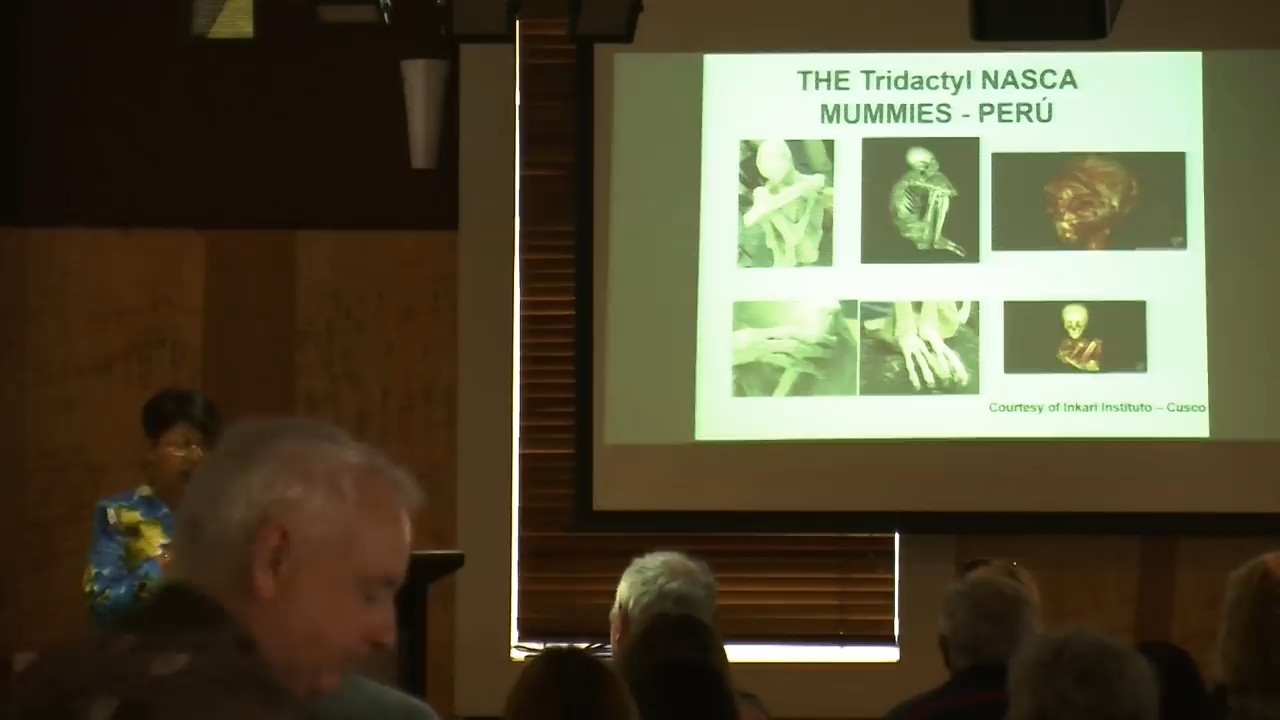 THE Tridactyl NASCA
MUMMIES - PERÚ
Courtesy of Inkari Instituto – Cusco